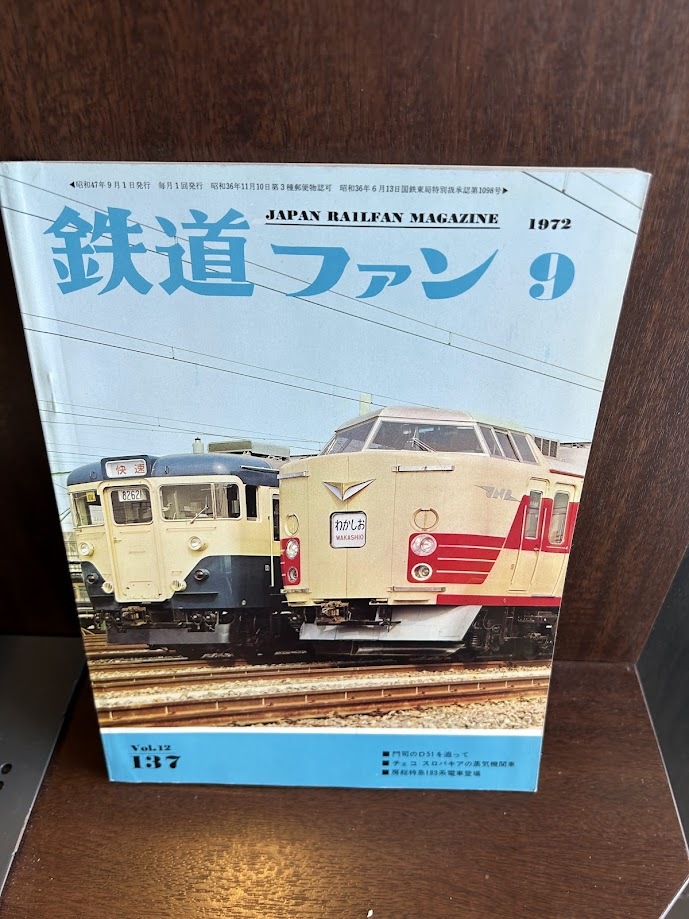 ◀昭和47年9月1日発行　毎月1回発行　昭和36年11月10日第3種郵便物認可　昭和36年6月13日国鉄東局特別扱承認第1098号▶
JAPAN RAILFAN MAGAZINE
1972
鉄道ファン 9
快速
8262
わかしお
WAKASHIO
JNR
Vol.12
137
■門司のD51を追って
■チェコ スロバキアの蒸気機関車
■房総特急183系電車登場